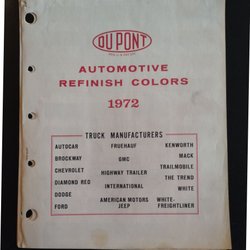 DU PONT
AUTOMOTIVE
REFINISH COLORS
1972
TRUCK MANUFACTURERS
AUTOCAR FRUEHAUF KENWORTH
BROCKWAY GMC MACK
CHEVROLET HIGHWAY TRAILER TRAILMOBILE
DIAMOND REO INTERNATIONAL THE TREND
DODGE AMERICAN MOTORS WHITE
FORD JEEP WHITE-
FREIGHTLINER